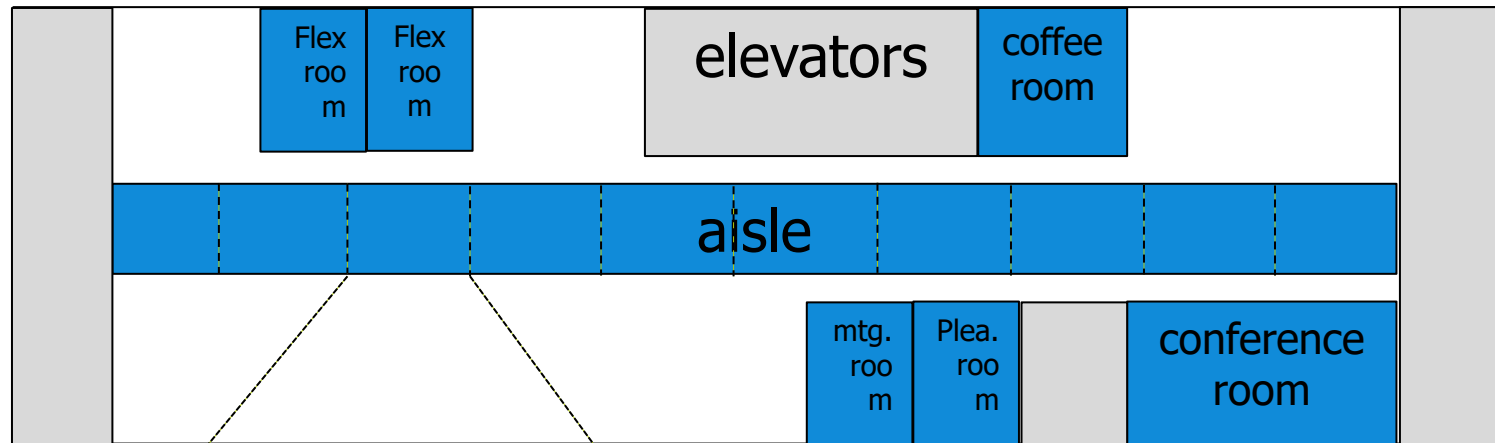 Flex
roo
m
Flex
roo
m
elevators
coffee
room
aisle
mtg.
roo
m
Plea.
roo
m
conference
room